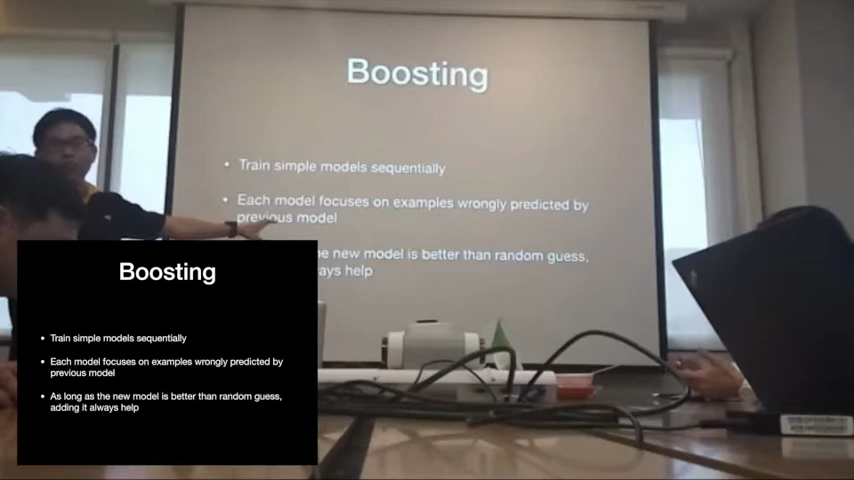 Boosting
• Train simple models sequentially
• Each model focuses on examples wrongly predicted by
previous model
the new model is better than random guess,
always help
Boosting
• Train simple models sequentially
• Each model focuses on examples wrongly predicted by
previous model
• As long as the new model is better than random guess,
adding it always help